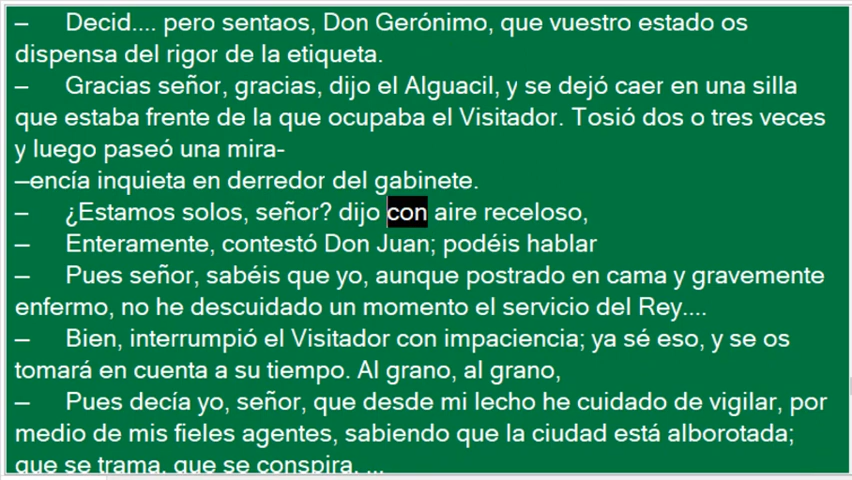 –	Decid.... pero sentaos, Don Gerónimo, que vuestro estado os
dispensa del rigor de la etiqueta.
–	Gracias señor, gracias, dijo el Alguacil, y se dejó caer en una silla
que estaba frente de la que ocupaba el Visitador. Tosió dos o tres veces
y luego paseó una mira-
–encía inquieta en derredor del gabinete.
–	¿Estamos solos, señor? dijo con aire receloso,
–	Enteramente, contestó Don Juan; podéis hablar
–	Pues señor, sabéis que yo, aunque postrado en cama y gravemente
enfermo, no he descuidado un momento el servicio del Rey....
–	Bien, interrumpió el Visitador con impaciencia; ya sé eso, y se os
tomará en cuenta a su tiempo. Al grano, al grano,
–	Pues decía yo, señor, que desde mi lecho he cuidado de vigilar, por
medio de mis fieles agentes, sabiendo que la ciudad está alborotada;
que se trama, que se conspira, ...